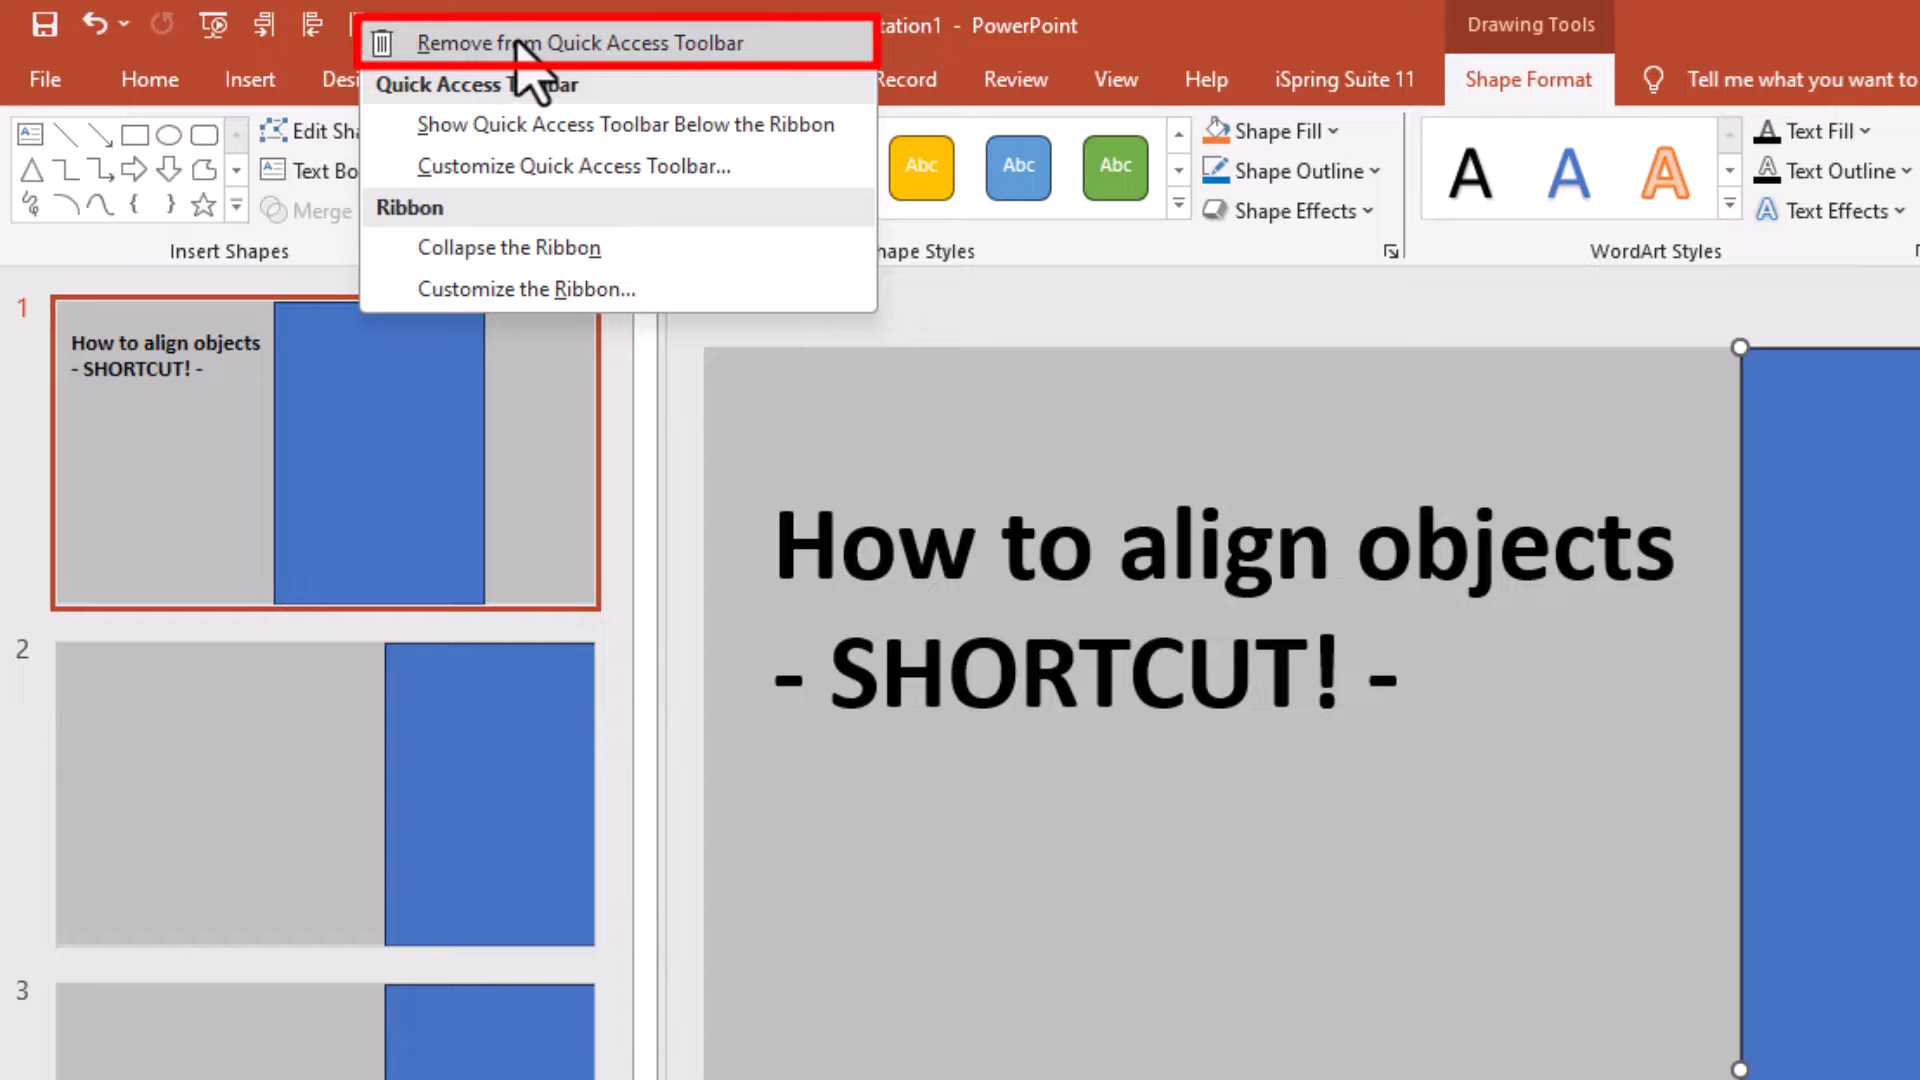 tation1 - PowerPoint
Drawing Tools
File Home Insert Desi Record Review View Help iSpring Suite 11 Shape Format Tell me what you want to
Remove from Quick Access Toolbar
Quick Access Toolbar
Show Quick Access Toolbar Below the Ribbon
Customize Quick Access Toolbar...
Ribbon
Collapse the Ribbon
Customize the Ribbon...
Edit Sha
Text Bo
Merge
Insert Shapes
Abc Abc Abc
Shape Fill
Shape Outline
Shape Effects
hape Styles
A A A
Text Fill
Text Outline
Text Effects
WordArt Styles
1
How to align objects
- SHORTCUT! -
2
3
How to align objects
- SHORTCUT! -